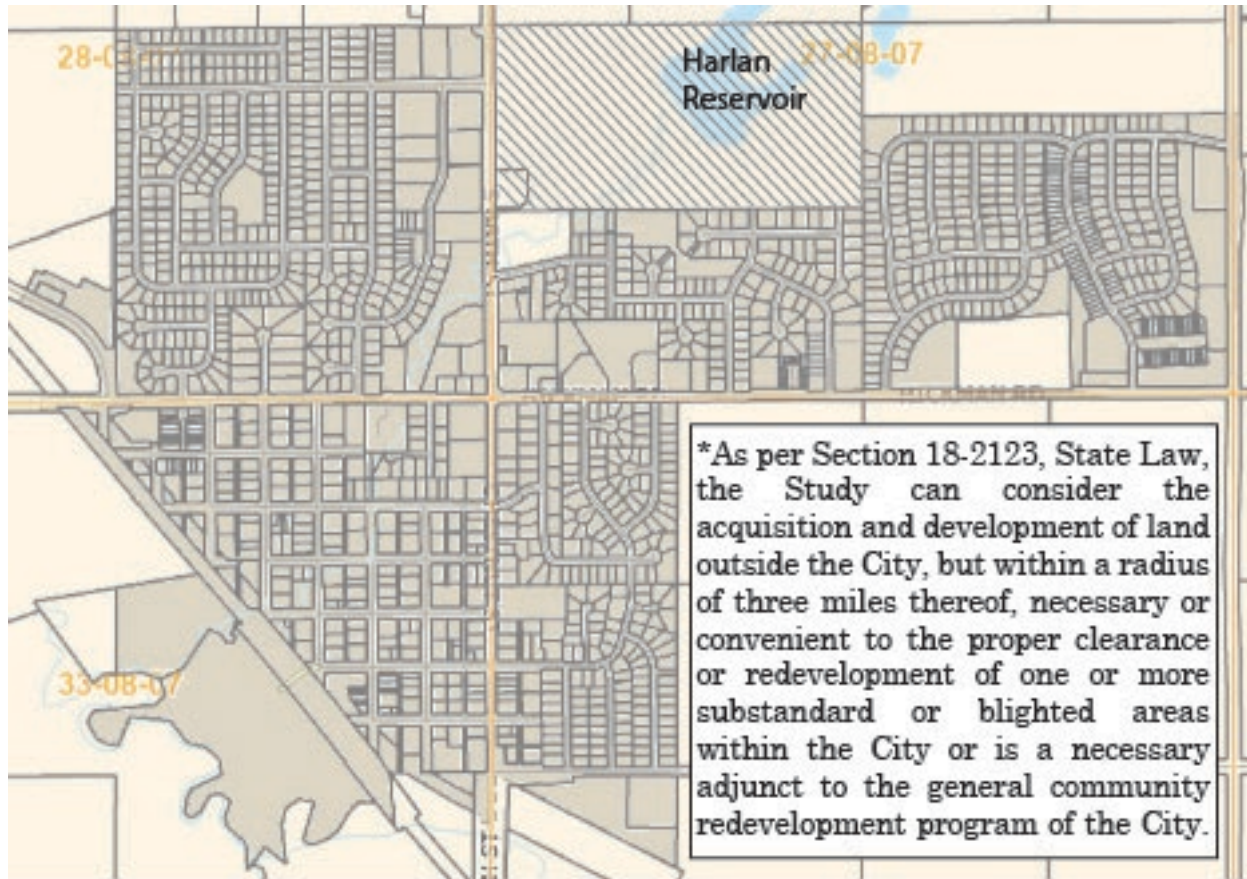 Harlan
Reservoir
27-08-07
HICKMAN RD
*As per Section 18-2123, State Law,
the Study can consider the
acquisition and development of land
outside the City, but within a radius
of three miles thereof, necessary or
convenient to the proper clearance
or redevelopment of one or more
substandard or blighted areas
within the City or is a necessary
adjunct to the general community
redevelopment program of the City.
33-08-07